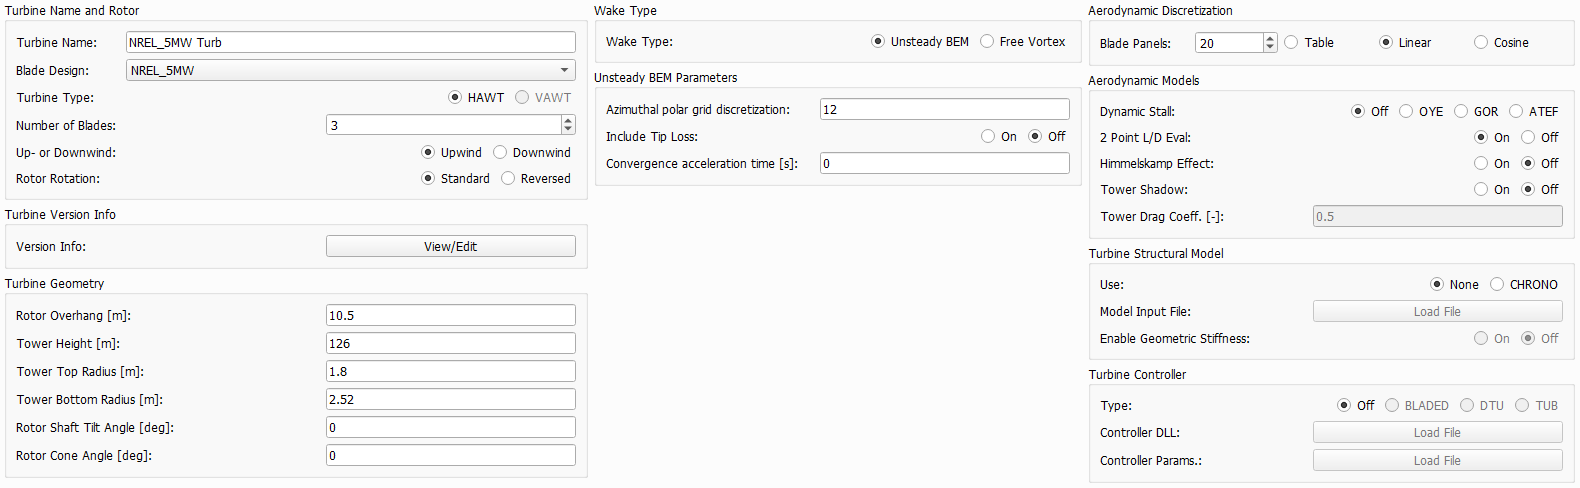 Turbine Name and Rotor
Turbine Name: NREL_5MW Turb
Blade Design: NREL_5MW
Turbine Type: HAWT VAWT
Number of Blades: 3
Up- or Downwind: Upwind Downwind
Rotor Rotation: Standard Reversed
Turbine Version Info
Version Info: View/Edit
Turbine Geometry
Rotor Overhang [m]: 10.5
Tower Height [m]: 126
Tower Top Radius [m]: 1.8
Tower Bottom Radius [m]: 2.52
Rotor Shaft Tilt Angle [deg]: 0
Rotor Cone Angle [deg]: 0
Wake Type
Wake Type: Unsteady BEM Free Vortex
Unsteady BEM Parameters
Azimuthal polar grid discretization: 12
Include Tip Loss: On Off
Convergence acceleration time [s]: 0
Aerodynamic Discretization
Blade Panels: 20 Table Linear Cosine
Aerodynamic Models
Dynamic Stall: Off OYE GOR ATEF
2 Point L/D Eval: On Off
Himmelskamp Effect: On Off
Tower Shadow: On Off
Tower Drag Coeff. [-]: 0.5
Turbine Structural Model
Use: None CHRONO
Model Input File: Load File
Enable Geometric Stiffness: On Off
Turbine Controller
Type: Off BLADED DTU TUB
Controller DLL: Load File
Controller Params.: Load File